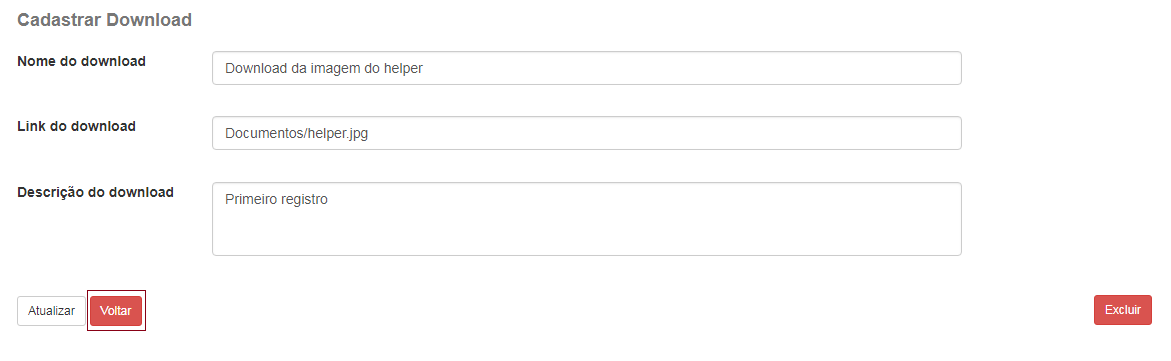 Cadastrar Download
Nome do download
Download da imagem do helper
Link do download
Documentos/helper.jpg
Descrição do download
Primeiro registro
Atualizar
Voltar
Excluir